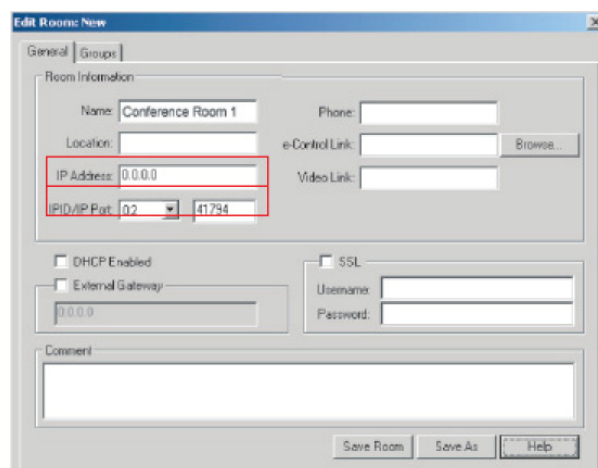 Edit Room: New
General Groups
Room Information
Name: Conference Room 1 Phone:
Location: e-Control Link: Browse...
IP Address: 0.0.0.0 Video Link:
IPID/IP Port: 02 41794
DHCP Enabled SSL
External Gateway Username:
0.0.0.0 Password:
Comment
Save Room Save As Help